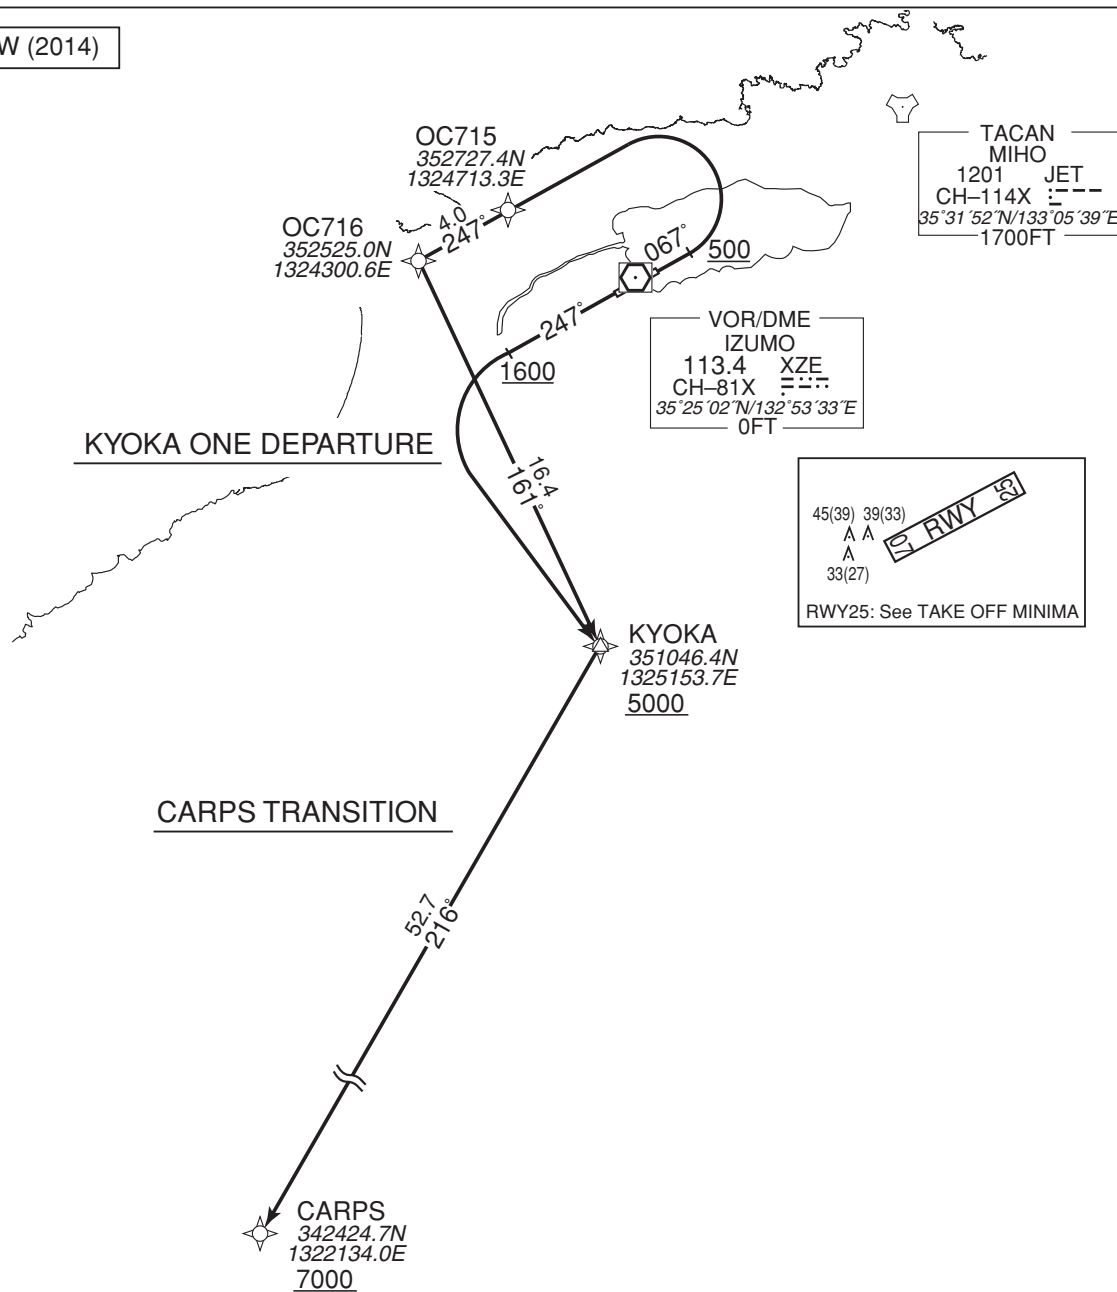 W (2014)
OC715
352727.4N
1324713.3E
TACAN
MIHO
1201 JET
CH–114X
35°31´52˝N/133°05´39˝E
1700FT
OC716
352525.0N
1324300.6E
4.0
247°
067°
500
247°
1600
VOR/DME
IZUMO
113.4 XZE
CH–81X
35°25´02˝N/132°53´33˝E
0FT
KYOKA ONE DEPARTURE
16.4
161°
45(39) 39(33)
33(27)
07 RWY 25
RWY25: See TAKE OFF MINIMA
KYOKA
351046.4N
1325153.7E
5000
CARPS TRANSITION
52.7
216°
CARPS
342424.7N
1322134.0E
7000